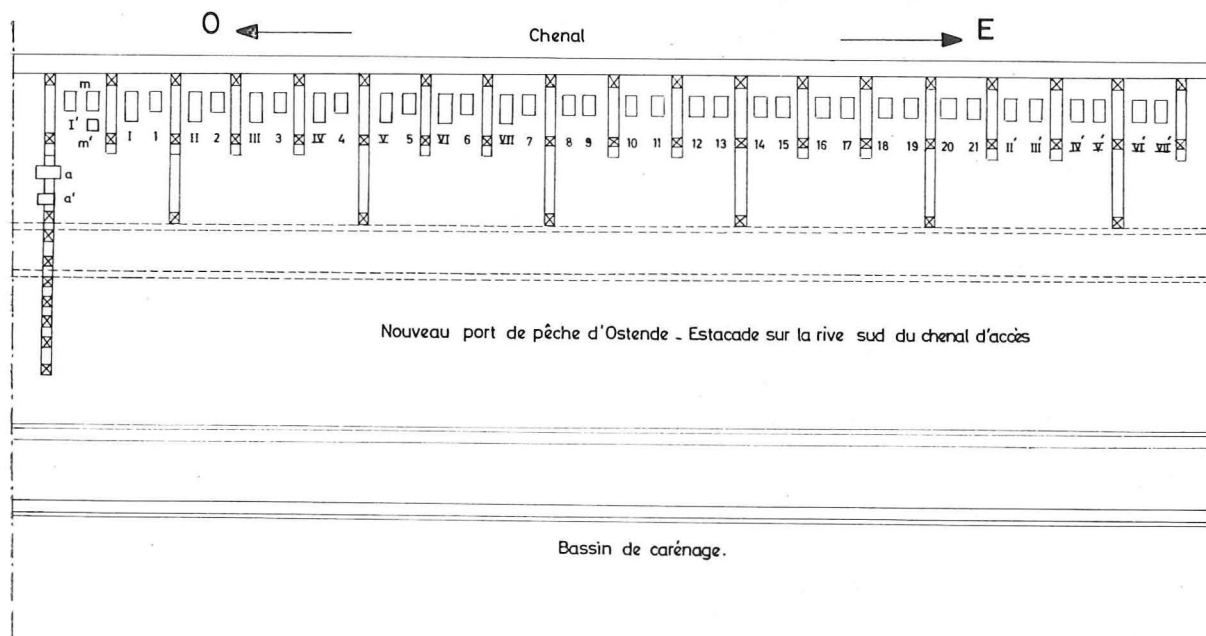 O E
Chenal
m
I' m'
I 1 II 2 III 3 IV 4 V 5 VI 6 VII 7 8 9 10 11 12 13 14 15 16 17 18 19 20 21 II' III' IV' V' VI' VII'
a
a'
Nouveau port de pêche d'Ostende _ Estacade sur la rive sud du chenal d'accès
Bassin de carénage.